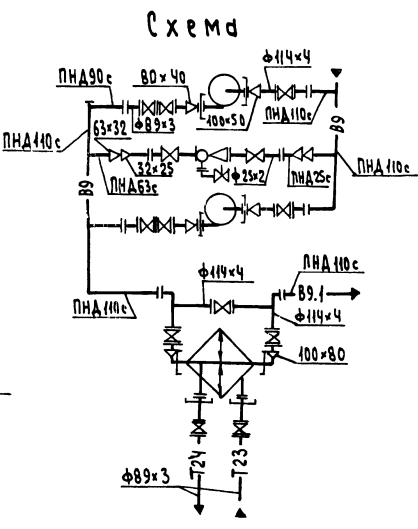 Схема
80×40
ф114×4
ПНД90с
ф89×3
100×50
ПНД110с
ПНД110с
63×32
В9
32×25
ПНД63с
ф25×2
ПНД25с
ПНД110с
В9
ф114×4
ПНД110с
ПНД110с
В9.1
ф114×4
100×80
Т24
Т23
ф89×3